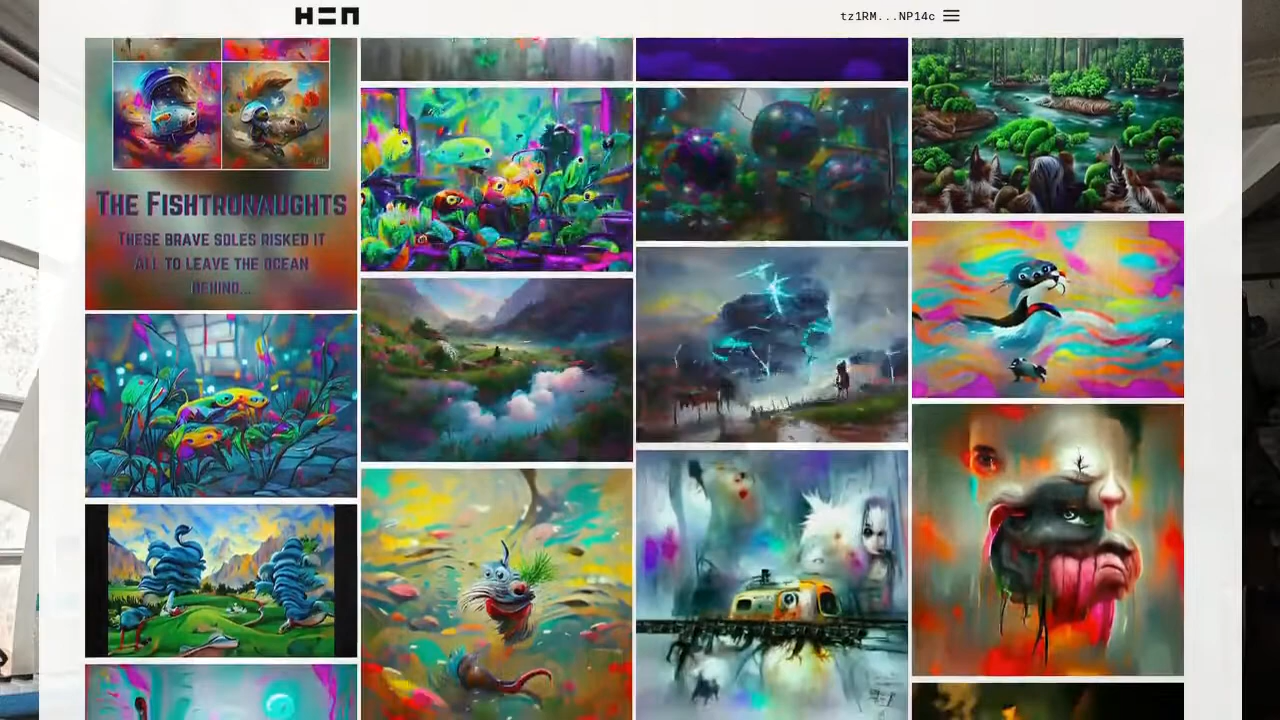 H=N
tz1RM...NP14c
THE FISHTRONAUGHTS
THESE BRAVE SOLES RISKED IT
ALL TO LEAVE THE OCEAN
BEHIND...